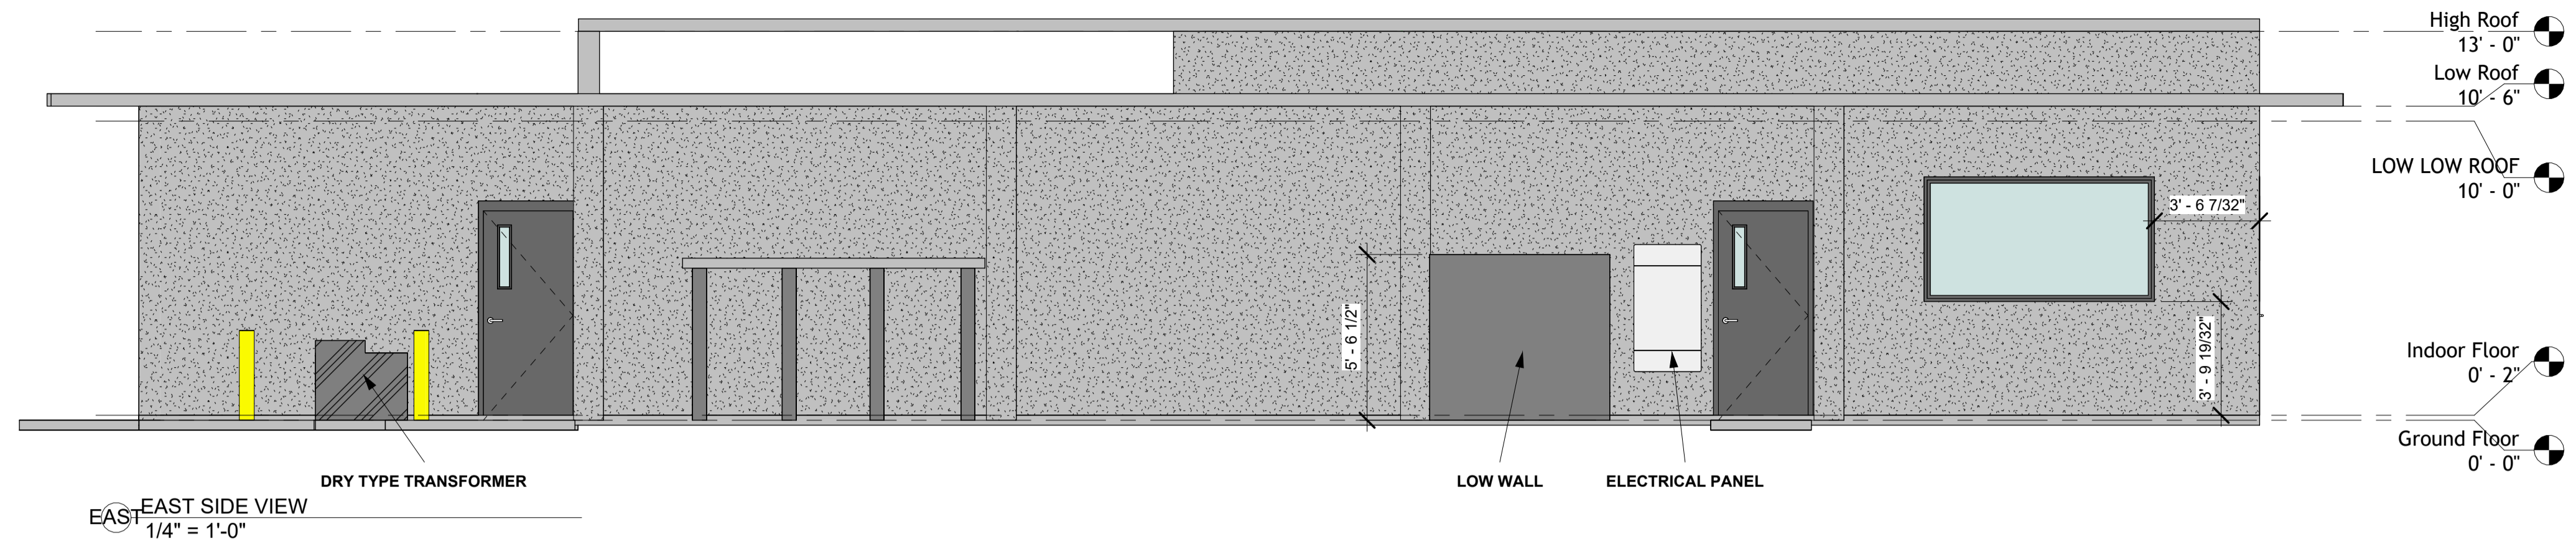 High Roof
13' - 0"
Low Roof
10' - 6"
LOW LOW ROOF
10' - 0"
3' - 6 7/32"
5' - 6 1/2"
3' - 9 19/32"
Indoor Floor
0' - 2"
Ground Floor
0' - 0"
DRY TYPE TRANSFORMER
LOW WALL
ELECTRICAL PANEL
EAST
EAST SIDE VIEW
1/4" = 1'-0"